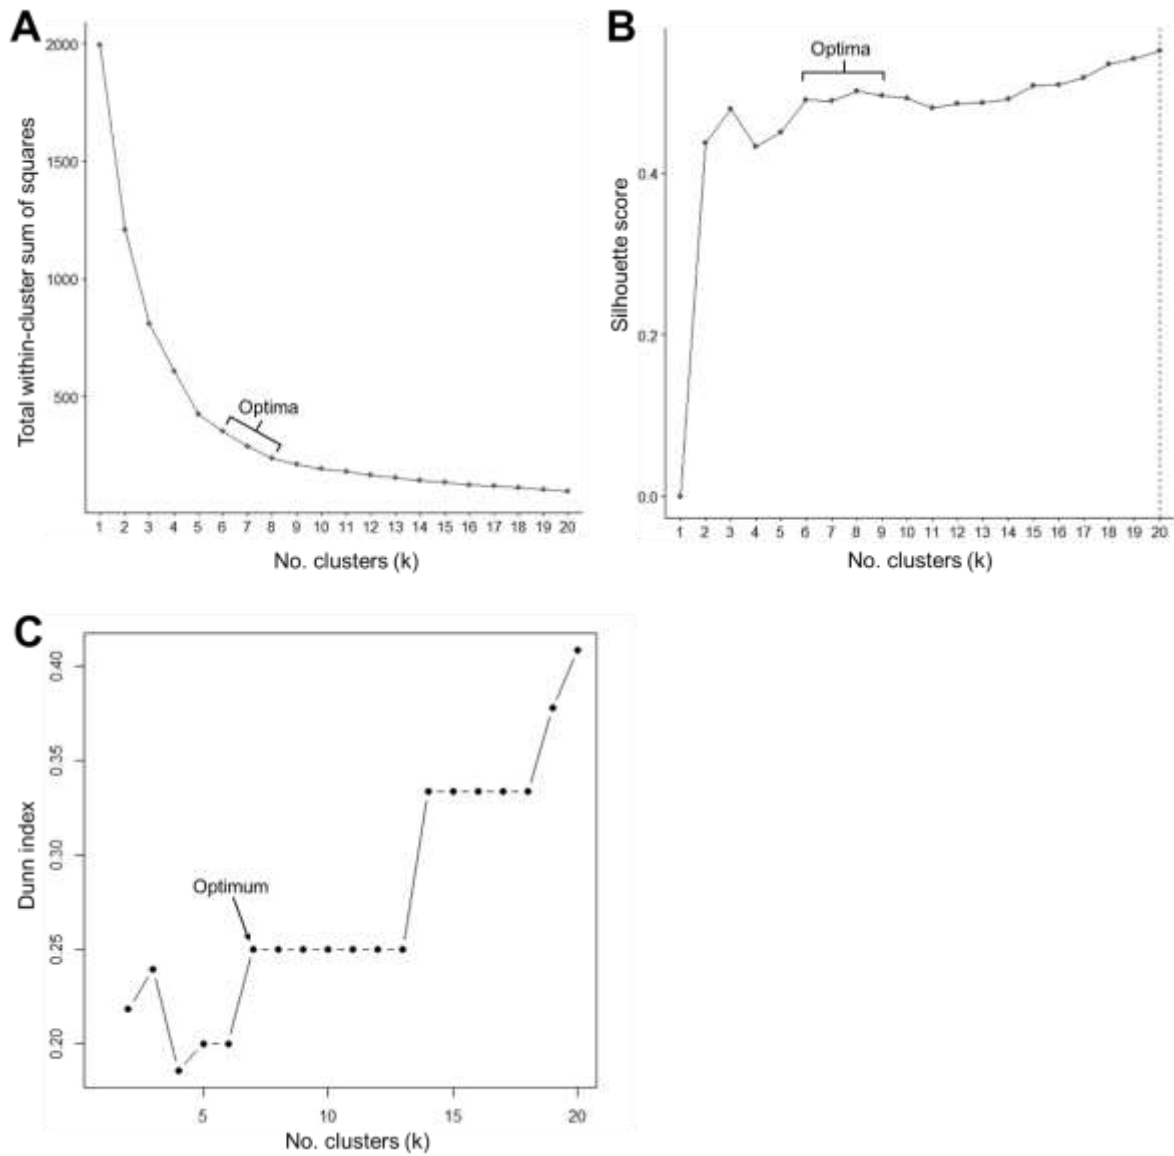 A
2000
1500
1000
500
Total within-cluster sum of squares
Optima
1 2 3 4 5 6 7 8 9 10 11 12 13 14 15 16 17 18 19 20
No. clusters (k)
B
0.4
0.2
0.0
Silhouette score
Optima
1 2 3 4 5 6 7 8 9 10 11 12 13 14 15 16 17 18 19 20
No. clusters (k)
C
0.40
0.35
0.30
0.25
0.20
Dunn index
Optimum
5 10 15 20
No. clusters (k)